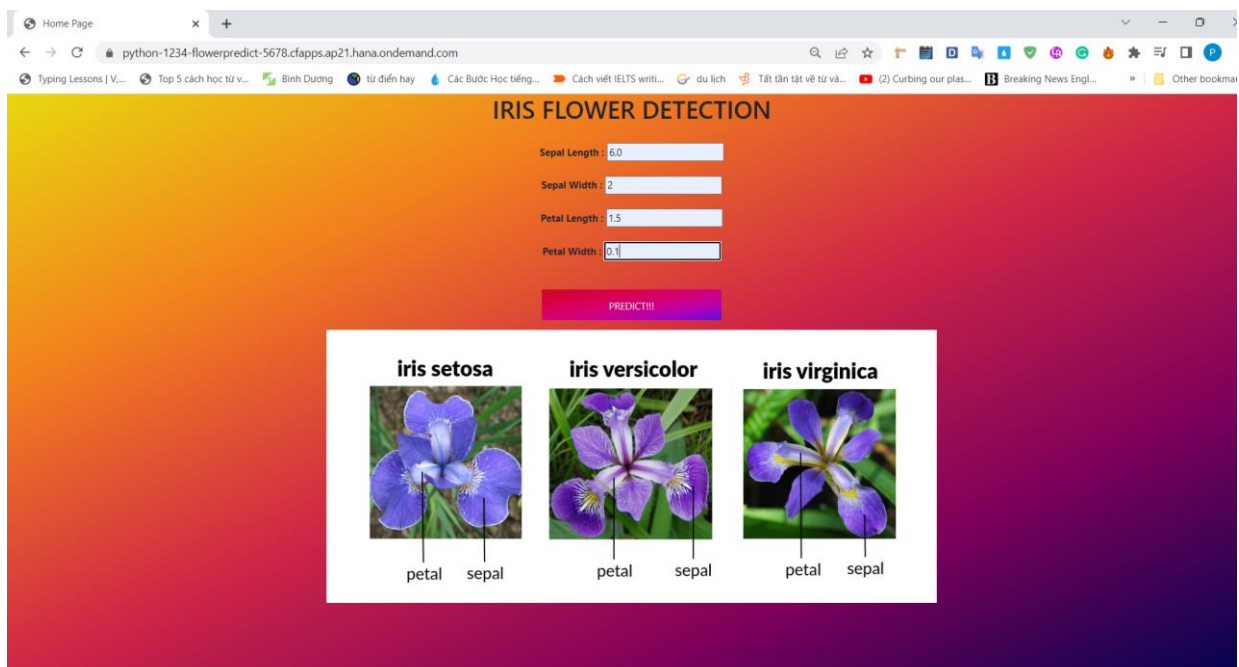 Home Page
python-1234-flowerpredict-5678.cfapps.ap21.hana.ondemand.com
Typing Lessons | V,... Top 5 cách học từ v... Bình Dương từ điển hay Các Bước Học tiếng... Cách viết IELTS writi... du lịch Tất tần tật về từ và... (2) Curbing our plas... Breaking News Engl... » Other bookmar
IRIS FLOWER DETECTION
Sepal Length : 6.0
Sepal Width : 2
Petal Length : 1.5
Petal Width : 0.1
PREDICT!!!
iris setosa iris versicolor iris virginica
petal sepal petal sepal petal sepal